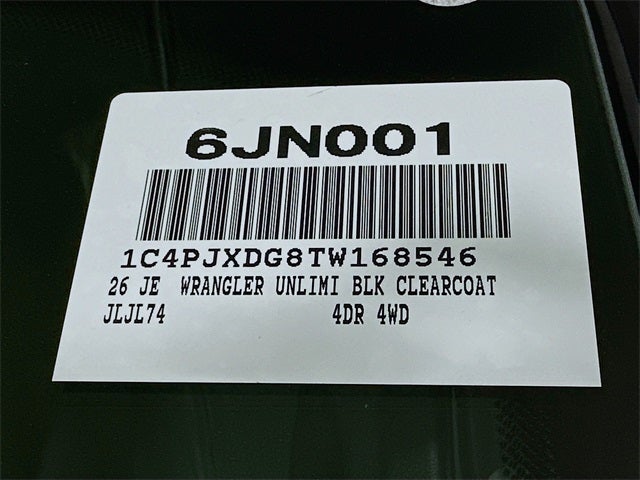 6JN001
1C4PJXDG8TW168546
26 JE WRANGLER UNLIMI BLK CLEARCOAT
JLJL74 4DR 4WD